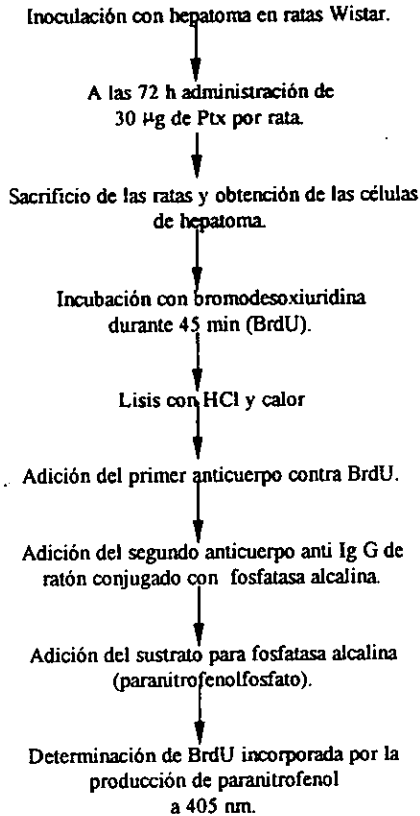 Inoculación con hepatoma en ratas Wistar.
A las 72 h administración de
30 µg de Ptx por rata.
Sacrificio de las ratas y obtención de las células
de hepatoma.
Incubación con bromodesoxiuridina
durante 45 min (BrdU).
Lisis con HCl y calor
Adición del primer anticuerpo contra BrdU.
Adición del segundo anticuerpo anti Ig G de
ratón conjugado con fosfatasa alcalina.
Adición del sustrato para fosfatasa alcalina
(paranitrofenolfosfato).
Determinación de BrdU incorporada por la
producción de paranitrofenol
a 405 nm.